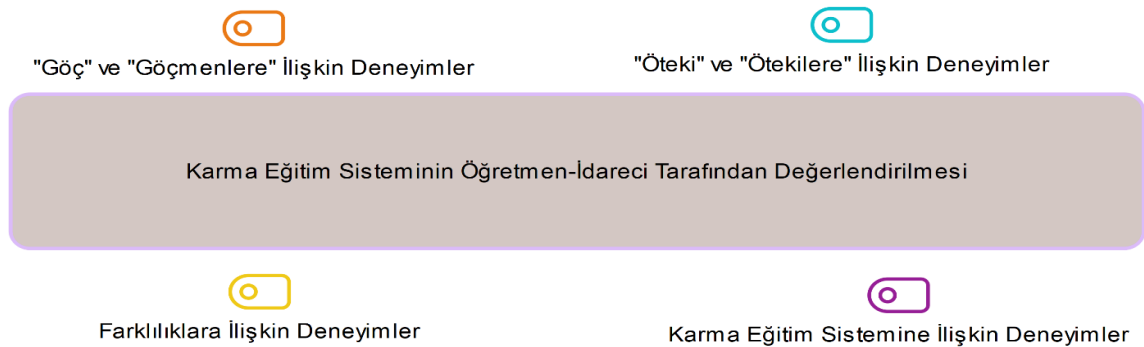 "Göç" ve "Göçmenlere" İlişkin Deneyimler
"Öteki" ve "Ötekilere" İlişkin Deneyimler
Karma Eğitim Sisteminin Öğretmen-İdareci Tarafından Değerlendirilmesi
Farklılıklara İlişkin Deneyimler
Karma Eğitim Sistemine İlişkin Deneyimler